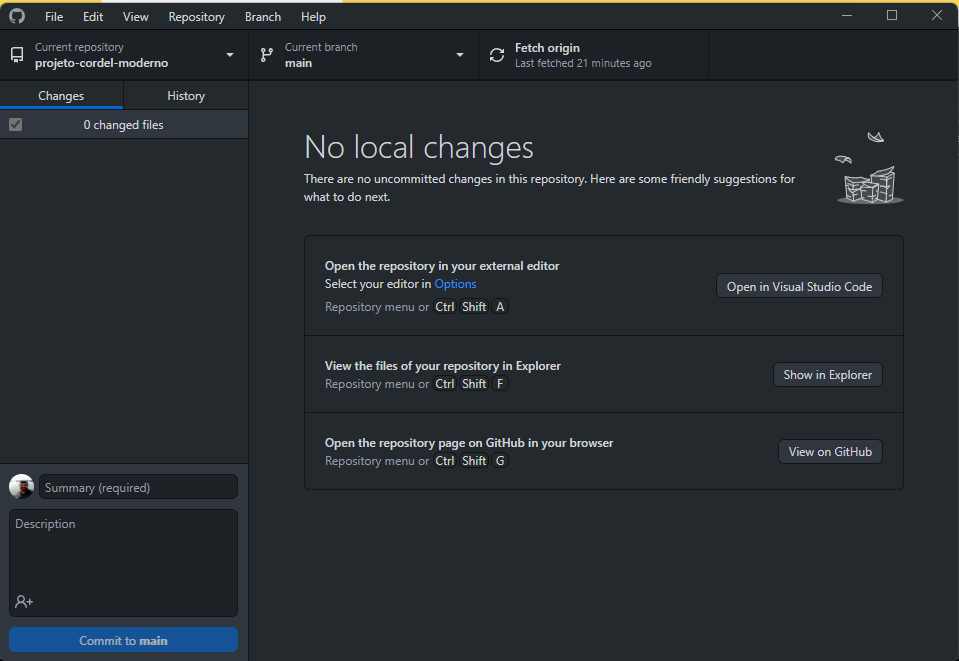 File Edit View Repository Branch Help
Current repository
projeto-cordel-moderno
Current branch
main
Fetch origin
Last fetched 21 minutes ago
Changes
History
0 changed files
No local changes
There are no uncommitted changes in this repository. Here are some friendly suggestions for
what to do next.
Open the repository in your external editor
Select your editor in Options
Repository menu or Ctrl Shift A
Open in Visual Studio Code
View the files of your repository in Explorer
Repository menu or Ctrl Shift F
Show in Explorer
Open the repository page on GitHub in your browser
Repository menu or Ctrl Shift G
View on GitHub
Summary (required)
Description
Commit to main